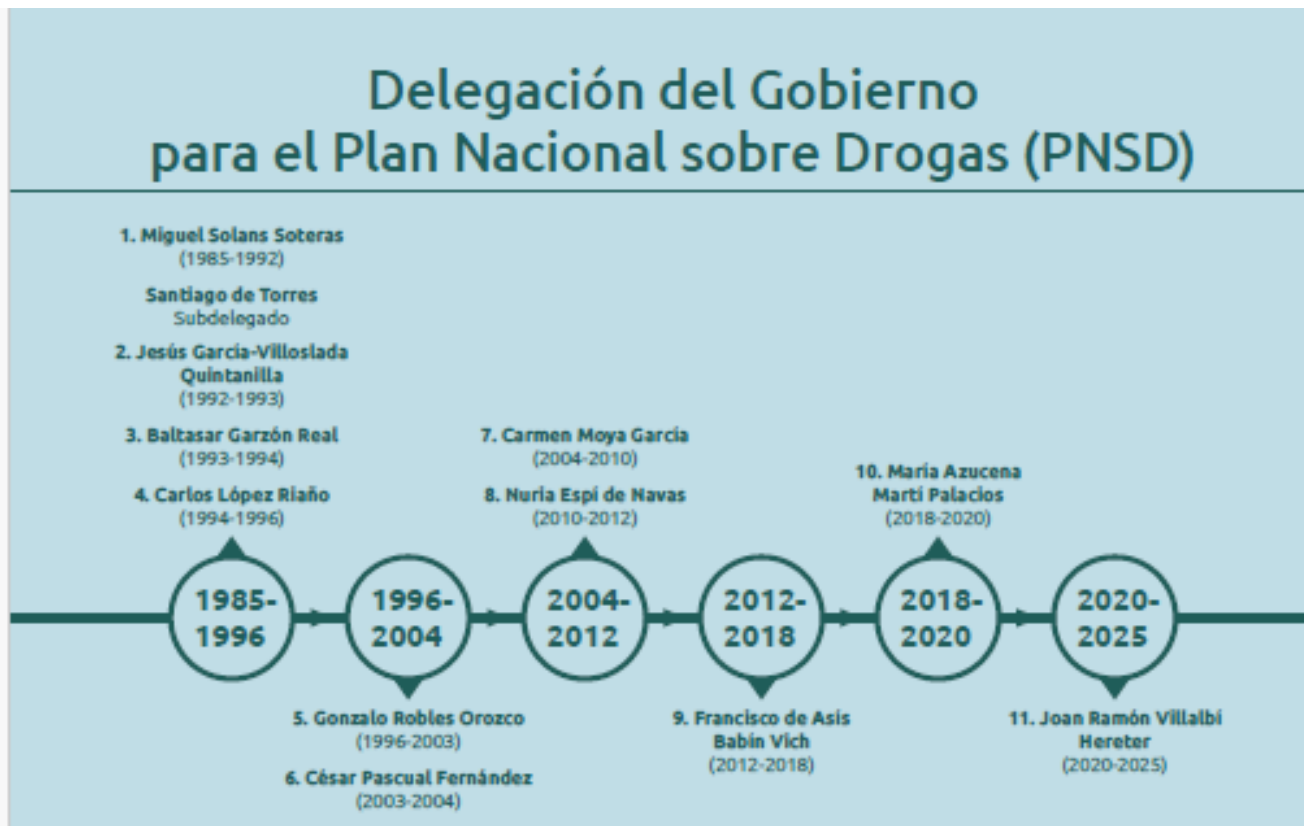 Delegación del Gobierno
para el Plan Nacional sobre Drogas (PNSD)
1. Miguel Solans Soteras
(1985-1992)
Santiago de Torres
Subdelegado
2. Jesús García-Villoslada
Quintanilla
(1992-1993)
3. Baltasar Garzón Real
(1993-1994)
4. Carlos López Riaño
(1994-1996)
7. Carmen Moya García
(2004-2010)
8. Nuria Espí de Navas
(2010-2012)
10. María Azucena
Martí Palacios
(2018-2020)
1985-
1996
1996-
2004
2004-
2012
2012-
2018
2018-
2020
2020-
2025
5. Gonzalo Robles Orozco
(1996-2003)
6. César Pascual Fernández
(2003-2004)
9. Francisco de Asís
Babín Vich
(2012-2018)
11. Joan Ramón Villalbí
Hereter
(2020-2025)